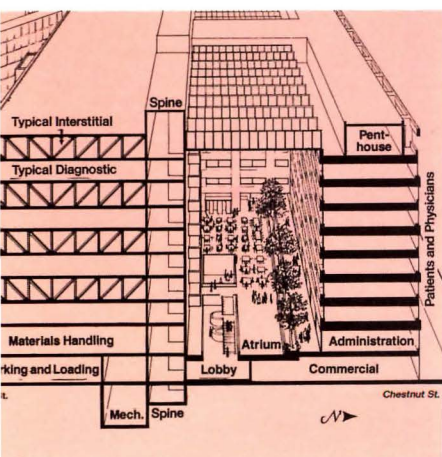 Spine
Typical Interstitial
Pent-
house
Typical Diagnostic
Patients and Physicians
Materials Handling
Atrium
Administration
rking and Loading
Lobby
Commercial
t.
Chestnut St.
Mech.
Spine
N